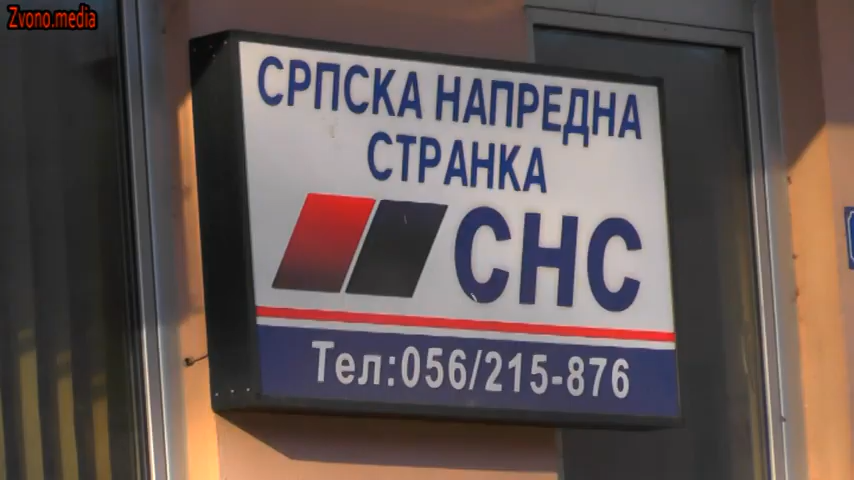 Zvono.media
СРПСКА НАПРЕДНА
СТРАНКА
СНС
Тел:056/215-876